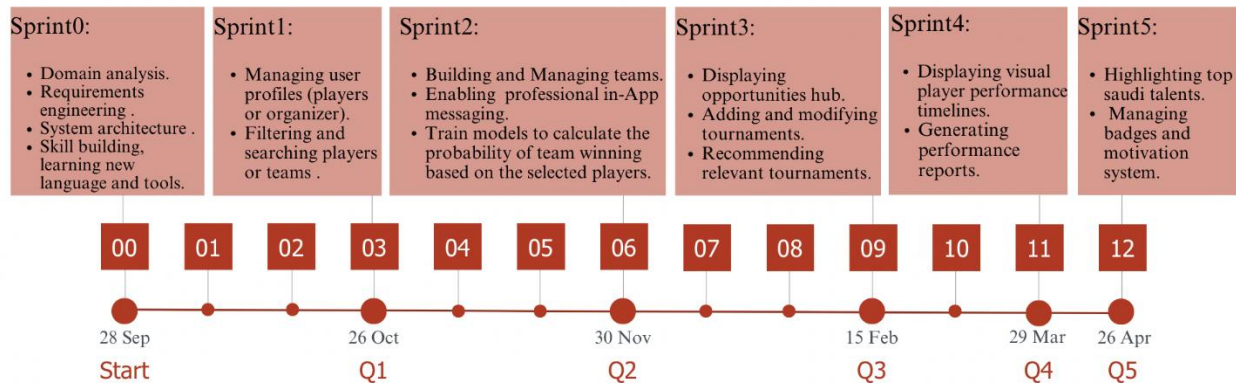 Sprint0:
• Domain analysis.
• Requirements
engineering .
• System architecture .
• Skill building,
learning new
language and tools.
Sprint1:
• Managing user
profiles (players
or organizer).
• Filtering and
searching players
or teams .
Sprint2:
• Building and Managing teams.
• Enabling professional in-App
messaging.
• Train models to calculate the
probability of team winning
based on the selected players.
Sprint3:
• Displaying
opportunities hub.
• Adding and modifying
tournaments.
• Recommending
relevant tournaments.
Sprint4:
• Displaying visual
player performance
timelines.
• Generating
performance
reports.
Sprint5:
• Highlighting top
saudi talents.
• Managing
badges and
motivation
system.
00 01 02 03 04 05 06 07 08 09 10 11 12
28 Sep 26 Oct 30 Nov 15 Feb 29 Mar 26 Apr
Start Q1 Q2 Q3 Q4 Q5